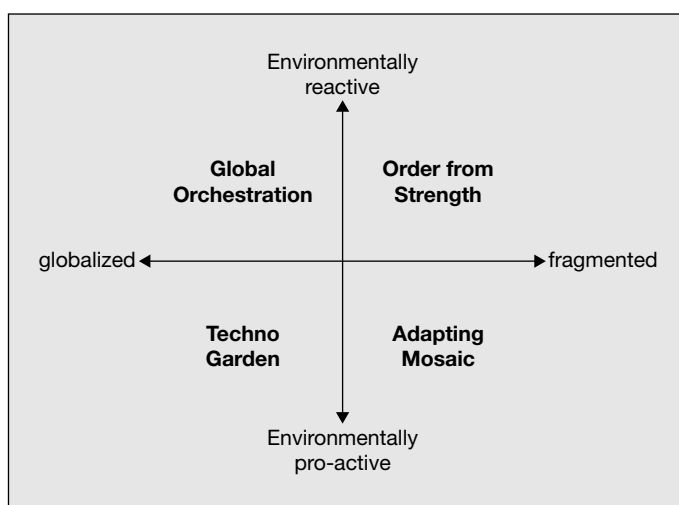 Environmentally
reactive
Global
Orchestration
Order from
Strength
globalized
fragmented
Techno
Garden
Adapting
Mosaic
Environmentally
pro-active